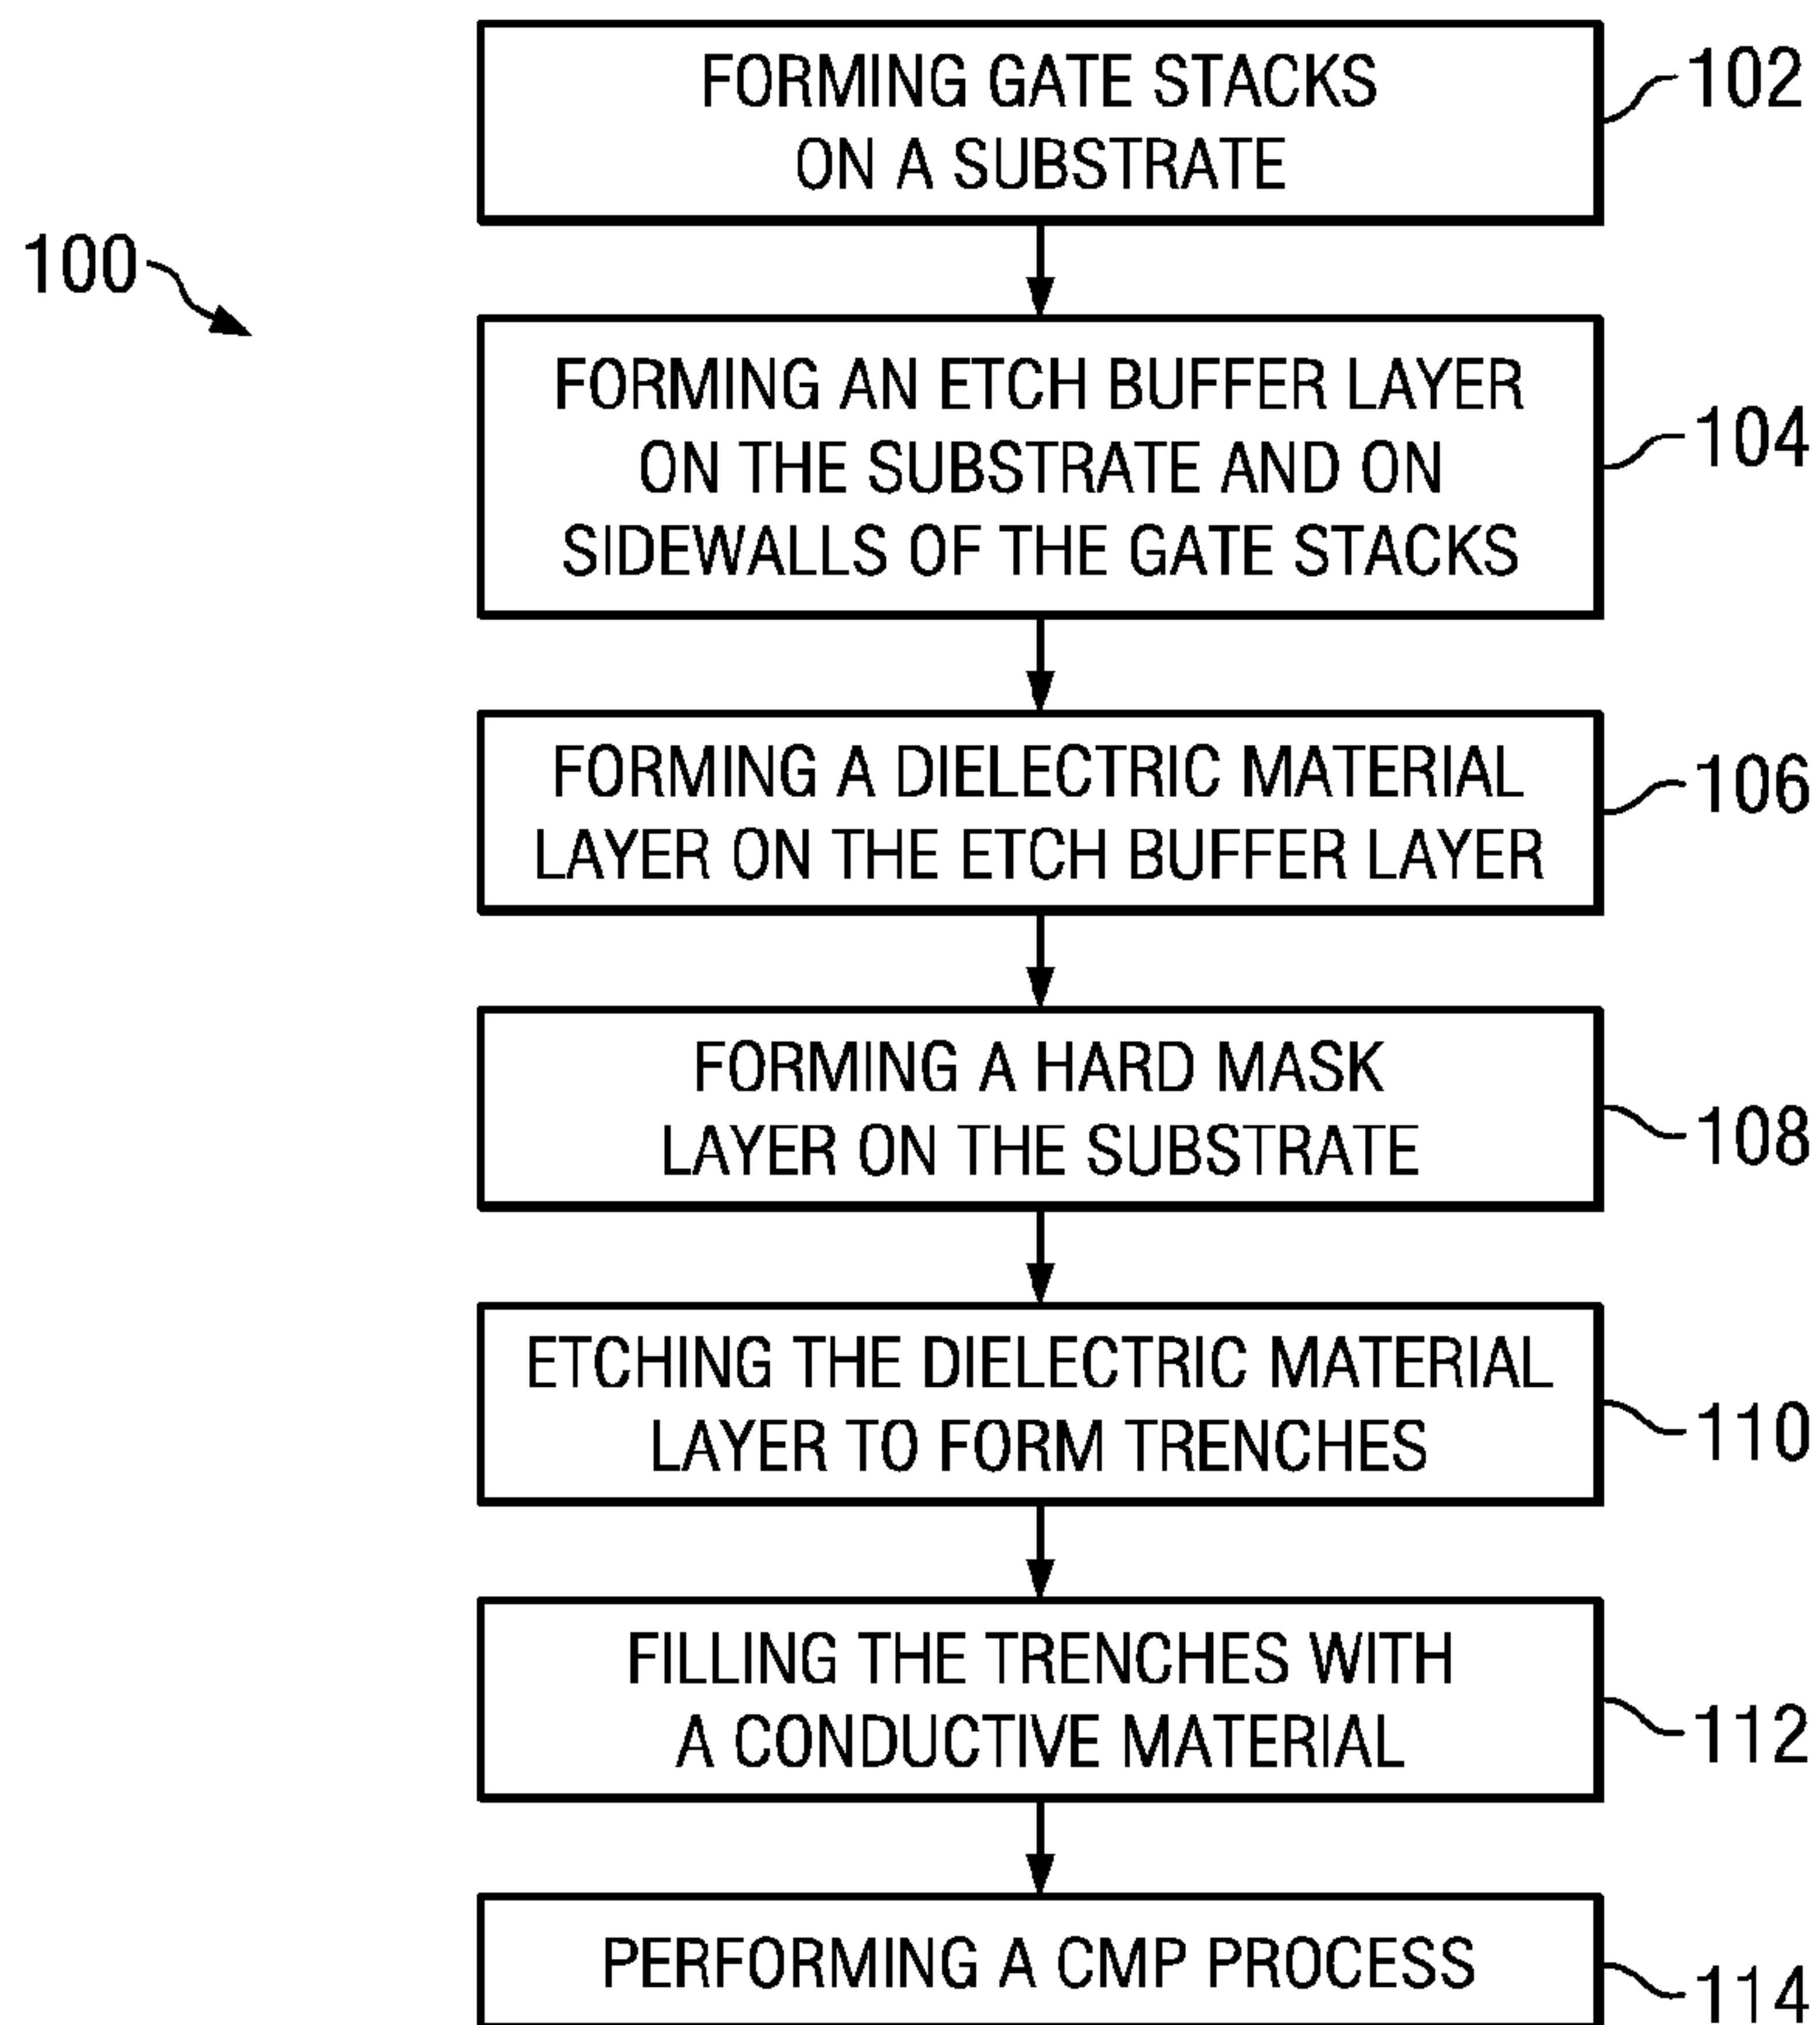 FORMING GATE STACKS
ON A SUBSTRATE
102
100
FORMING AN ETCH BUFFER LAYER
ON THE SUBSTRATE AND ON
SIDEWALLS OF THE GATE STACKS
104
FORMING A DIELECTRIC MATERIAL
LAYER ON THE ETCH BUFFER LAYER
106
FORMING A HARD MASK
LAYER ON THE SUBSTRATE
108
ETCHING THE DIELECTRIC MATERIAL
LAYER TO FORM TRENCHES
110
FILLING THE TRENCHES WITH
A CONDUCTIVE MATERIAL
112
PERFORMING A CMP PROCESS
114